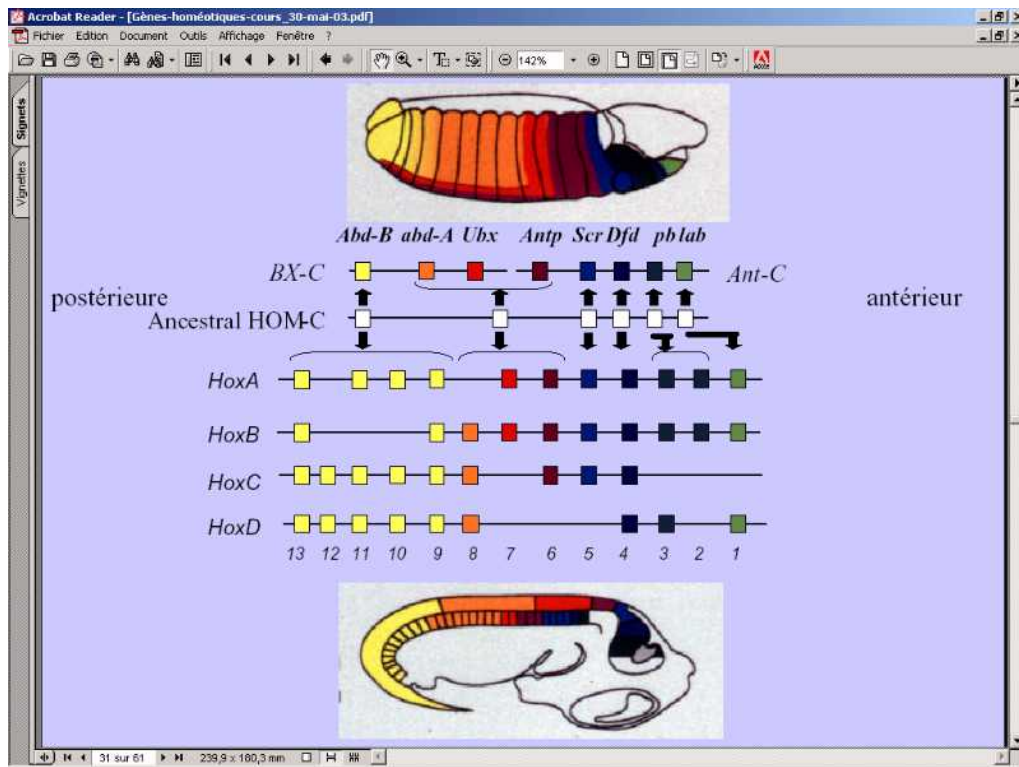 Acrobat Reader - [Gènes-homéotiques-cours_30-mai-03.pdf]
Fichier Edition Document Outils Affichage Fenêtre ?
142%
Adobe
Signets
Vignettes
Abd-B abd-A Ubx Antp Scr Dfd pb lab
BX-C Ant-C
postérieure antérieur
Ancestral HOM-C
HoxA
HoxB
HoxC
HoxD
13 12 11 10 9 8 7 6 5 4 3 2 1
31 sur 61 239,9 x 180,3 mm